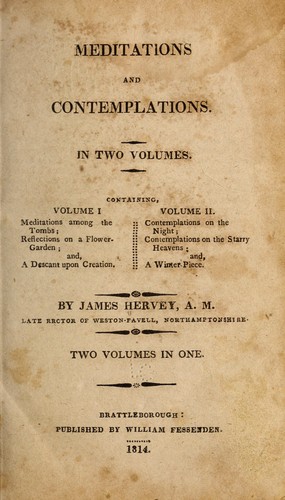 MEDITATIONS
AND
CONTEMPLATIONS.
IN TWO VOLUMES.
CONTAINING,
VOLUME I
Meditations among the
Tombs;
Reflections on a Flower-
Garden;
and,
A Descant upon Creation.
VOLUME II.
Contemplations on the
Night;
Contemplations on the Starry
Heavens;
and,
A Winter-Piece.
BY JAMES HERVEY, A. M.
LATE RECTOR OF WESTON-FAVELL, NORTHAMPTONSHIRE.
TWO VOLUMES IN ONE.
BRATTLEBOROUGH:
PUBLISHED BY WILLIAM FESSENDEN.
1814.